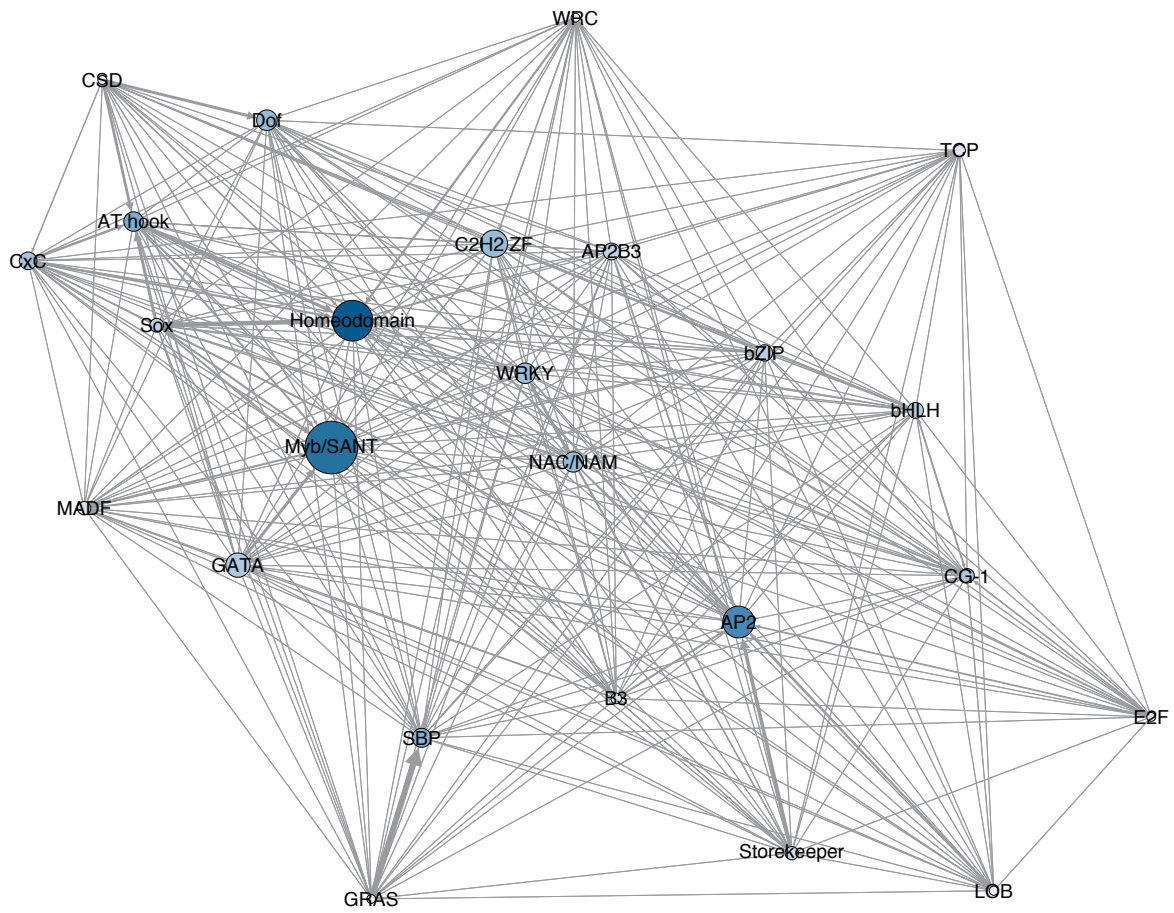 WRC
CSD
Dof
TCP
AT hook
C2H2 ZF
AP2B3
CxC
Homeodomain
Sox
bZIP
WRKY
bHLH
Myb/SANT
NAC/NAM
MADF
GATA
CG-1
AP2
B3
E2F
SBP
Storekeeper
LOB
GRAS